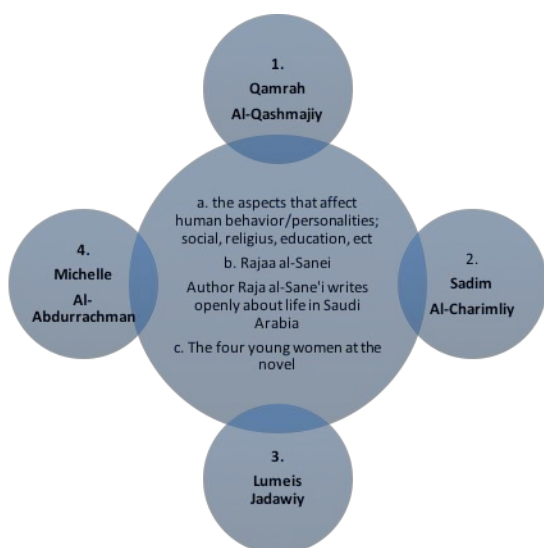 1.
Qamrah
Al-Qashmajiy
a. the aspects that affect
human behavior/personalities;
social, religius, education, ect
b. Rajaa al-Sanei
Author Raja al-Sane'i writes
openly about life in Saudi
Arabia
c. The four young women at the
novel
2.
Sadim
Al-Charimliy
3.
Lumeis
Jadawiy
4.
Michelle
Al-
Abdurrachman